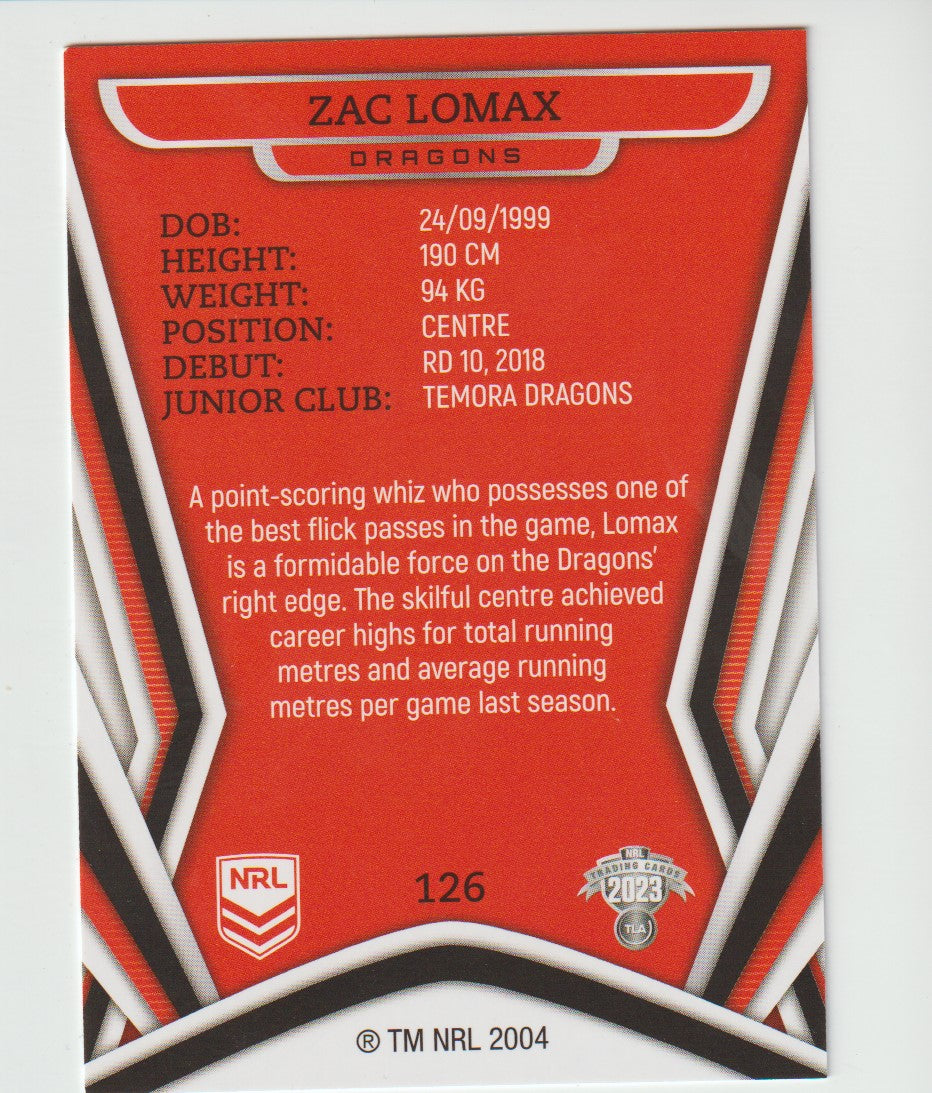 ZAC LOMAX
DRAGONS
DOB: 24/09/1999
HEIGHT: 190 CM
WEIGHT: 94 KG
POSITION: CENTRE
DEBUT: RD 10, 2018
JUNIOR CLUB: TEMORA DRAGONS
A point-scoring whiz who possesses one of
the best flick passes in the game, Lomax
is a formidable force on the Dragons'
right edge. The skilful centre achieved
career highs for total running
metres and average running
metres per game last season.
NRL
126
NRL
TRADING CARDS
2023
TLA
® TM NRL 2004